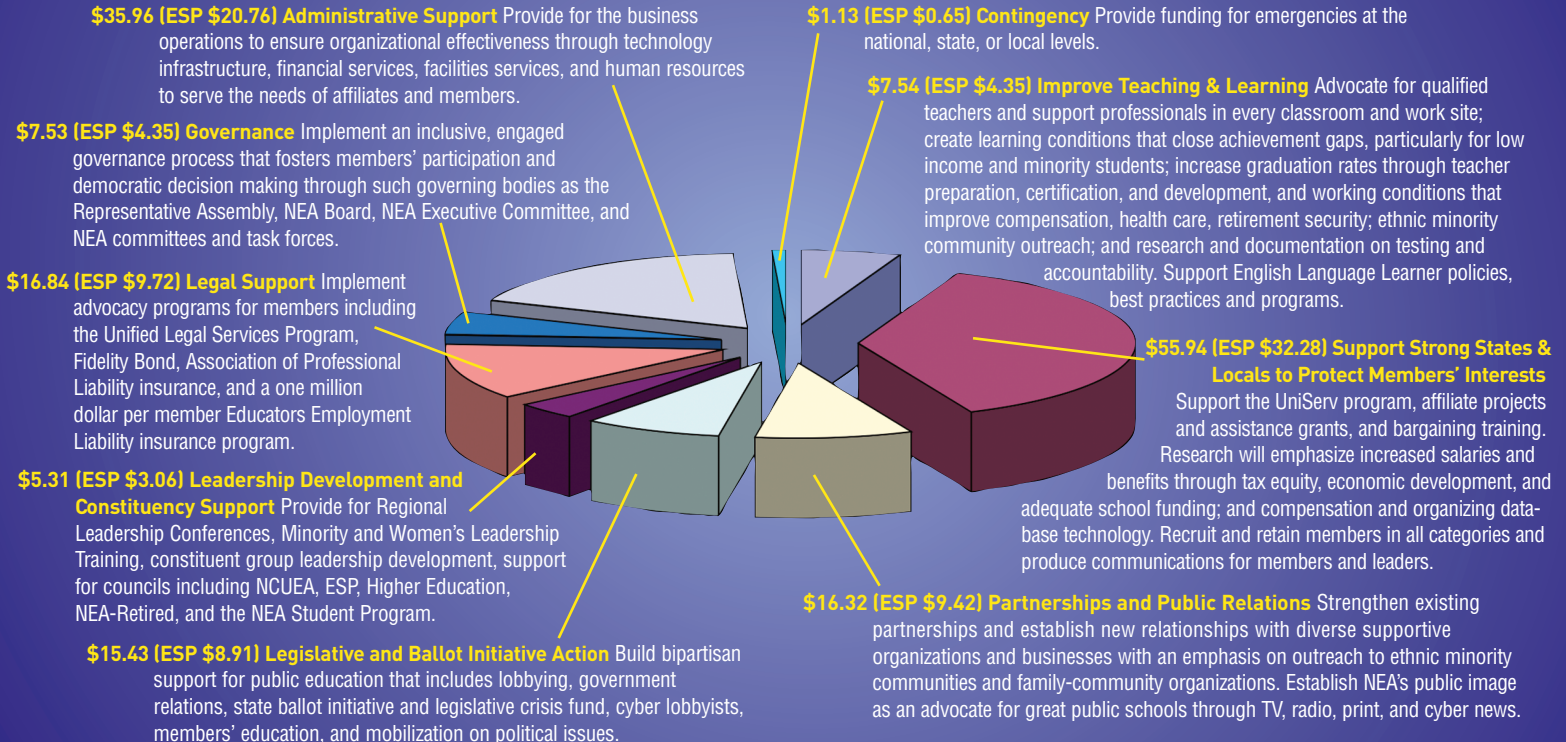 $35.96 (ESP $20.76) Administrative Support Provide for the business
operations to ensure organizational effectiveness through technology
infrastructure, financial services, facilities services, and human resources
to serve the needs of affiliates and members.
$7.53 (ESP $4.35) Governance Implement an inclusive, engaged
governance process that fosters members' participation and
democratic decision making through such governing bodies as the
Representative Assembly, NEA Board, NEA Executive Committee, and
NEA committees and task forces.
$16.84 (ESP $9.72) Legal Support Implement
advocacy programs for members including
the Unified Legal Services Program,
Fidelity Bond, Association of Professional
Liability insurance, and a one million
dollar per member Educators Employment
Liability insurance program.
$5.31 (ESP $3.06) Leadership Development and
Constituency Support Provide for Regional
Leadership Conferences, Minority and Women's Leadership
Training, constituent group leadership development, support
for councils including NCUEA, ESP, Higher Education,
NEA-Retired, and the NEA Student Program.
$15.43 (ESP $8.91) Legislative and Ballot Initiative Action Build bipartisan
support for public education that includes lobbying, government
relations, state ballot initiative and legislative crisis fund, cyber lobbyists,
members' education, and mobilization on political issues.
$1.13 (ESP $0.65) Contingency Provide funding for emergencies at the
national, state, or local levels.
$7.54 (ESP $4.35) Improve Teaching & Learning Advocate for qualified
teachers and support professionals in every classroom and work site;
create learning conditions that close achievement gaps, particularly for low
income and minority students; increase graduation rates through teacher
preparation, certification, and development, and working conditions that
improve compensation, health care, retirement security; ethnic minority
community outreach; and research and documentation on testing and
accountability. Support English Language Learner policies,
best practices and programs.
$55.94 (ESP $32.28) Support Strong States &
Locals to Protect Members' Interests
Support the UniServ program, affiliate projects
and assistance grants, and bargaining training.
Research will emphasize increased salaries and
benefits through tax equity, economic development, and
adequate school funding; and compensation and organizing data-
base technology. Recruit and retain members in all categories and
produce communications for members and leaders.
$16.32 (ESP $9.42) Partnerships and Public Relations Strengthen existing
partnerships and establish new relationships with diverse supportive
organizations and businesses with an emphasis on outreach to ethnic minority
communities and family-community organizations. Establish NEA's public image
as an advocate for great public schools through TV, radio, print, and cyber news.